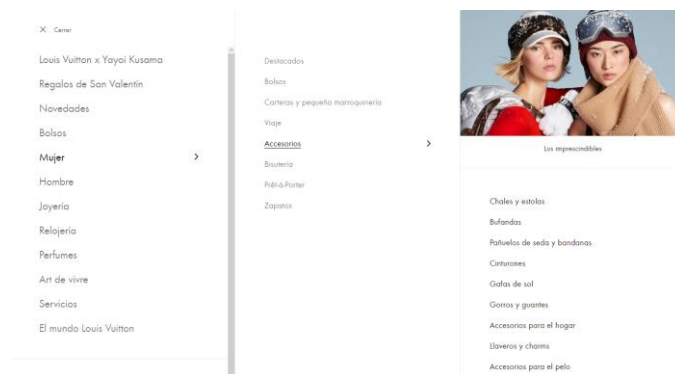 Cerrar
Louis Vuitton x Yayoi Kusama
Regalos de San Valentín
Novedades
Bolsos
Mujer
Hombre
Joyería
Relojería
Perfumes
Art de vivre
Servicios
El mundo Louis Vuitton
Destacados
Bolsos
Carteras y pequeña marroquinería
Viaje
Accesorios
Bisutería
Prêt-à-Porter
Zapatos
Los imprescindibles
Chales y estolas
Bufandas
Pañuelos de seda y bandanas
Cinturones
Gafas de sol
Gorros y guantes
Accesorios para el hogar
Llaveros y charms
Accesorios para el pelo